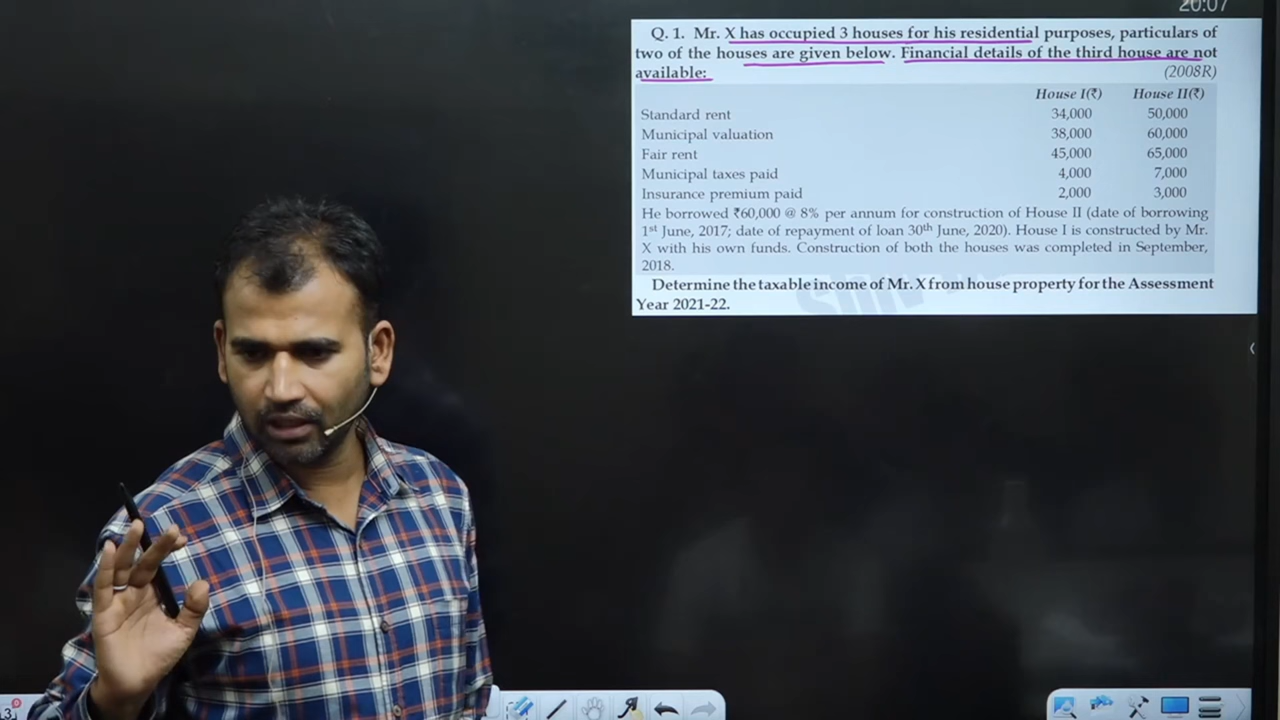 20:07
Q. 1. Mr. X has occupied 3 houses for his residential purposes, particulars of
two of the houses are given below. Financial details of the third house are not
available: (2008R)
House I(₹) House II(₹)
Standard rent 34,000 50,000
Municipal valuation 38,000 60,000
Fair rent 45,000 65,000
Municipal taxes paid 4,000 7,000
Insurance premium paid 2,000 3,000
He borrowed ₹60,000 @ 8% per annum for construction of House II (date of borrowing
1st June, 2017; date of repayment of loan 30th June, 2020). House I is constructed by Mr.
X with his own funds. Construction of both the houses was completed in September,
2018.
Determine the taxable income of Mr. X from house property for the Assessment
Year 2021-22.